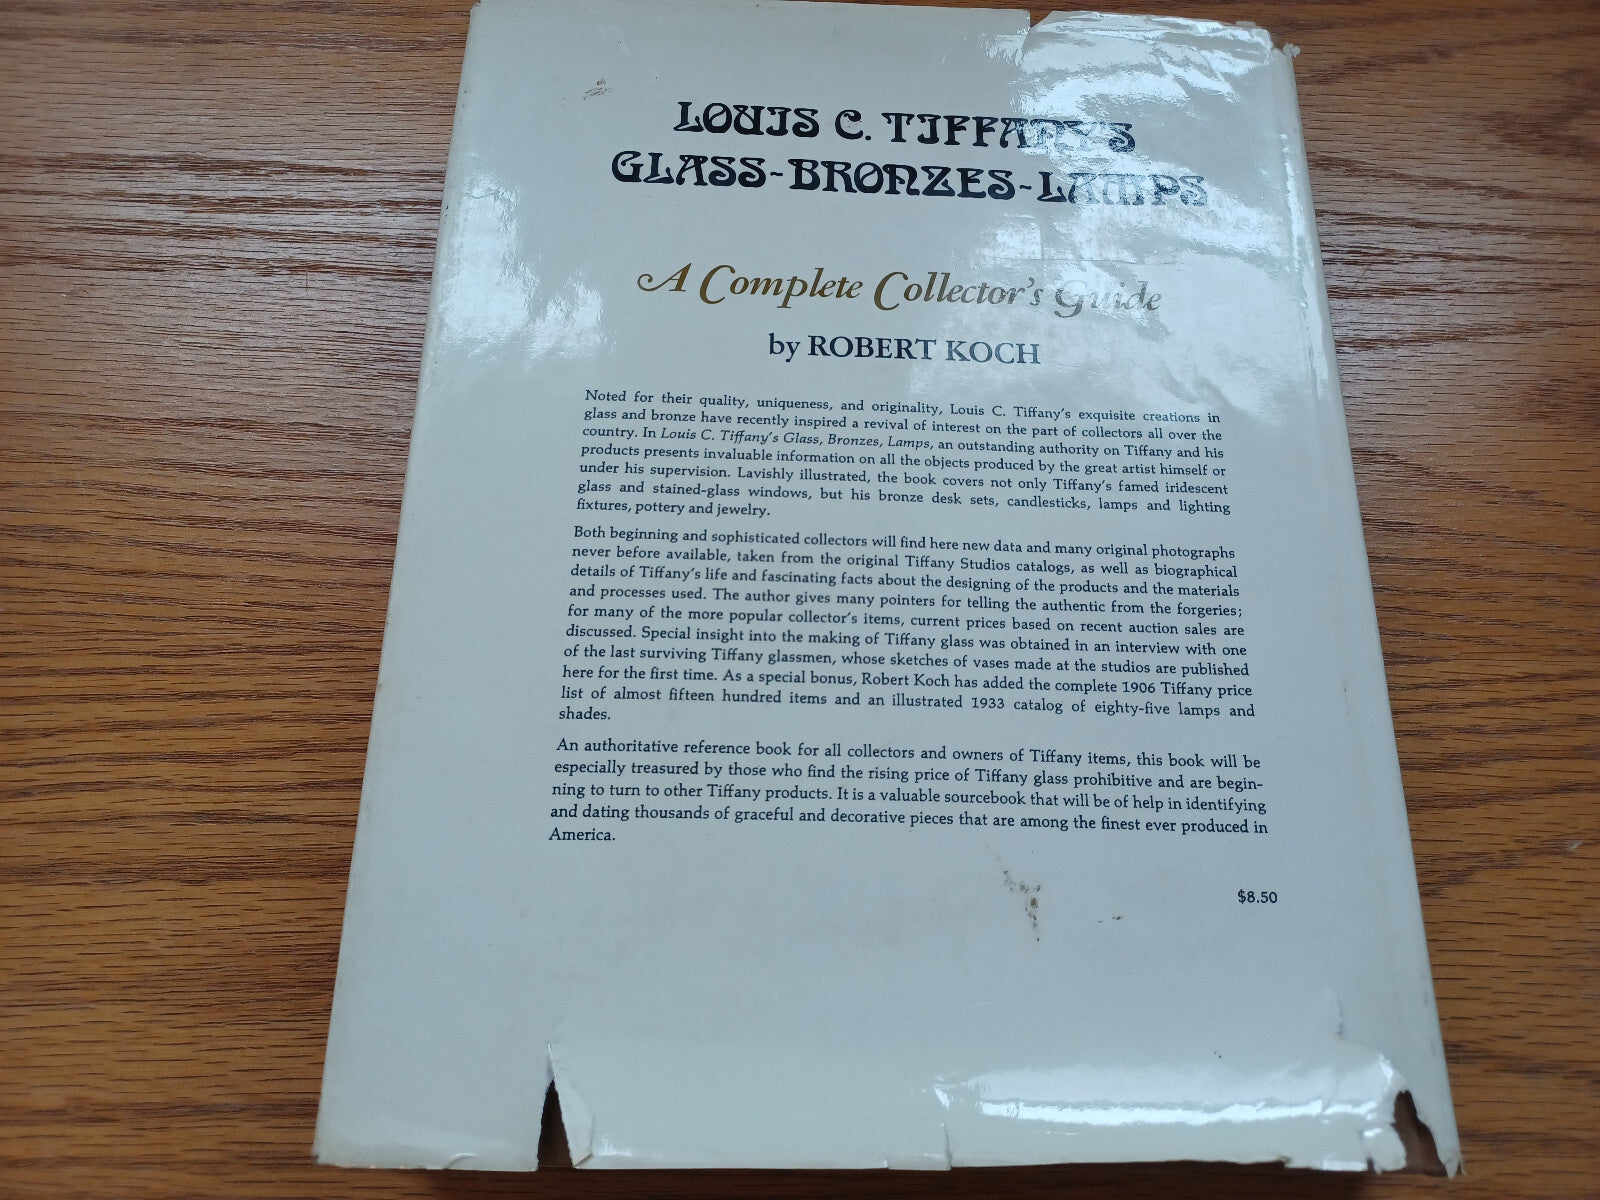 LOUIS C. TIFFANY'S
GLASS-BRONZES-LAMPS
A Complete Collector's Guide
by ROBERT KOCH
Noted for their quality, uniqueness, and originality, Louis C. Tiffany's exquisite creations in
glass and bronze have recently inspired a revival of interest on the part of collectors all over the
country. In Louis C. Tiffany's Glass, Bronzes, Lamps, an outstanding authority on Tiffany and his
products presents invaluable information on all the objects produced by the great artist himself or
under his supervision. Lavishly illustrated, the book covers not only Tiffany's famed iridescent
glass and stained-glass windows, but his bronze desk sets, candlesticks, lamps and lighting
fixtures, pottery and jewelry.
Both beginning and sophisticated collectors will find here new data and many original photographs
never before available, taken from the original Tiffany Studios catalogs, as well as biographical
details of Tiffany's life and fascinating facts about the designing of the products and the materials
and processes used. The author gives many pointers for telling the authentic from the forgeries;
for many of the more popular collector's items, current prices based on recent auction sales are
discussed. Special insight into the making of Tiffany glass was obtained in an interview with one
of the last surviving Tiffany glassmen, whose sketches of vases made at the studios are published
here for the first time. As a special bonus, Robert Koch has added the complete 1906 Tiffany price
list of almost fifteen hundred items and an illustrated 1933 catalog of eighty-five lamps and
shades.
An authoritative reference book for all collectors and owners of Tiffany items, this book will be
especially treasured by those who find the rising price of Tiffany glass prohibitive and are begin-
ning to turn to other Tiffany products. It is a valuable sourcebook that will be of help in identifying
and dating thousands of graceful and decorative pieces that are among the finest ever produced in
America.
$8.50